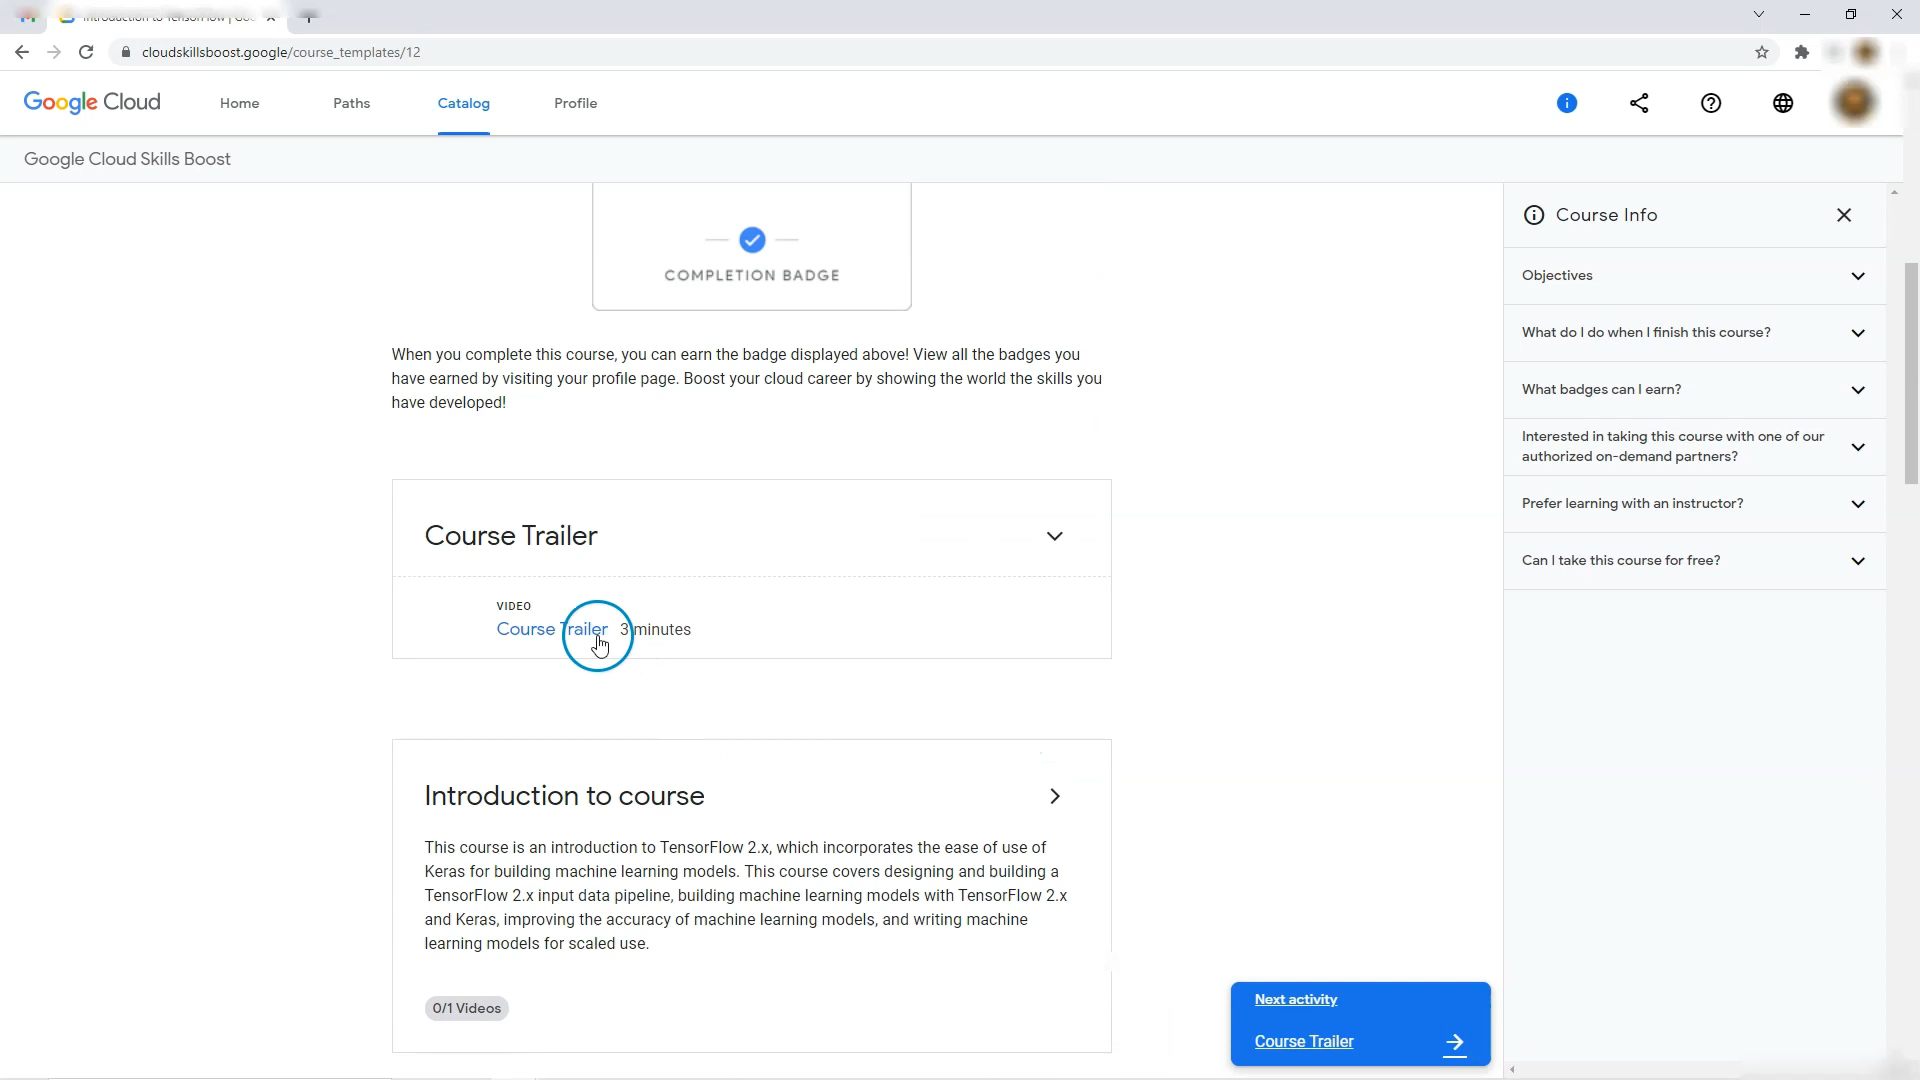 Introduction to TensorFlow | Goo
cloudskillsboost.google/course_templates/12
Google Cloud
Home
Paths
Catalog
Profile
Google Cloud Skills Boost
COMPLETION BADGE
When you complete this course, you can earn the badge displayed above! View all the badges you
have earned by visiting your profile page. Boost your cloud career by showing the world the skills you
have developed!
Course Trailer
VIDEO
Course Trailer 3 minutes
Introduction to course
This course is an introduction to TensorFlow 2.x, which incorporates the ease of use of
Keras for building machine learning models. This course covers designing and building a
TensorFlow 2.x input data pipeline, building machine learning models with TensorFlow 2.x
and Keras, improving the accuracy of machine learning models, and writing machine
learning models for scaled use.
0/1 Videos
Next activity
Course Trailer
Course Info
Objectives
What do I do when I finish this course?
What badges can I earn?
Interested in taking this course with one of our
authorized on-demand partners?
Prefer learning with an instructor?
Can I take this course for free?